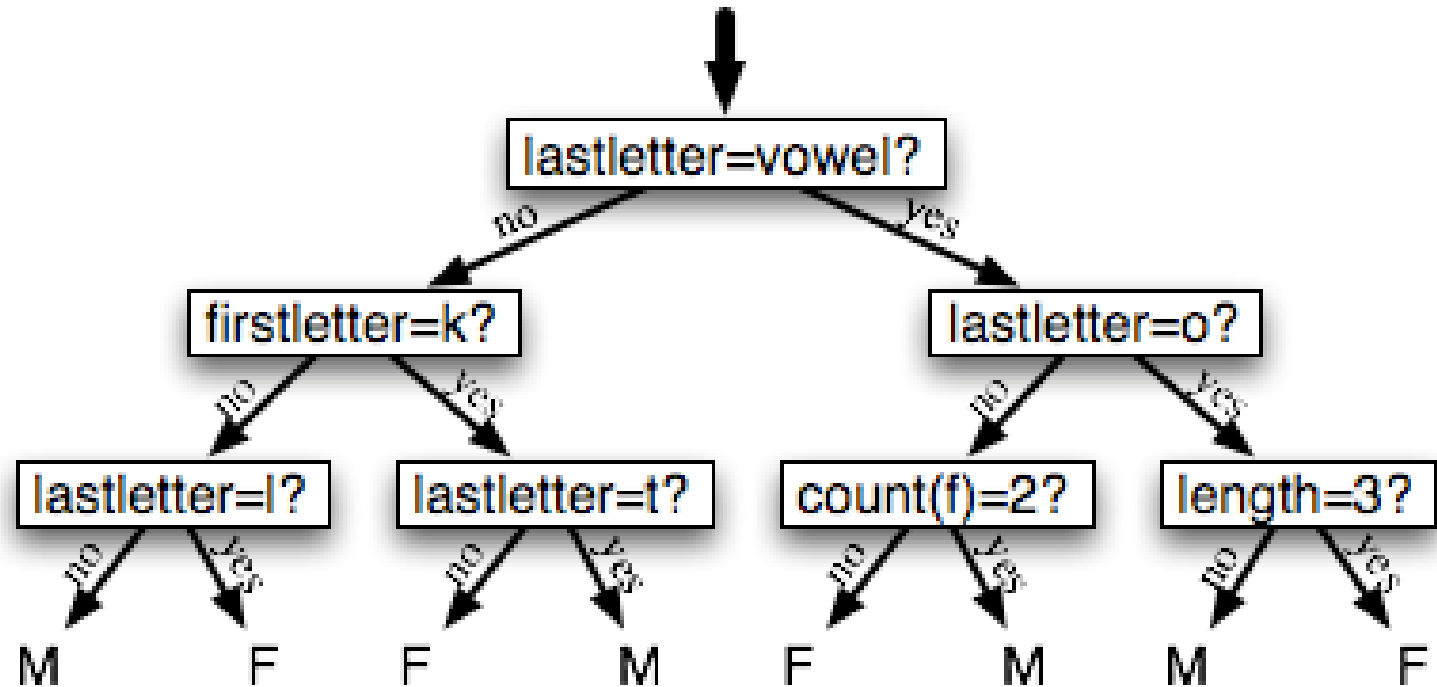 lastletter=vowel?
no yes
firstletter=k? lastletter=o?
no yes no yes
lastletter=l? lastletter=t? count(f)=2? length=3?
no yes no yes no yes no yes
M F F M F M M F